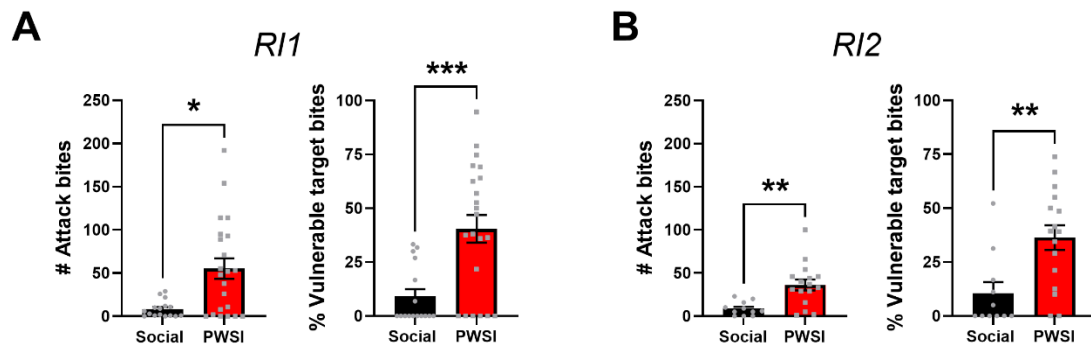 A
RI1
# Attack bites
250
200
150
100
50
0
*
Social
PWSI
% Vulnerable target bites
100
75
50
25
0
***
Social
PWSI
B
RI2
# Attack bites
250
200
150
100
50
0
**
Social
PWSI
% Vulnerable target bites
100
75
50
25
0
**
Social
PWSI